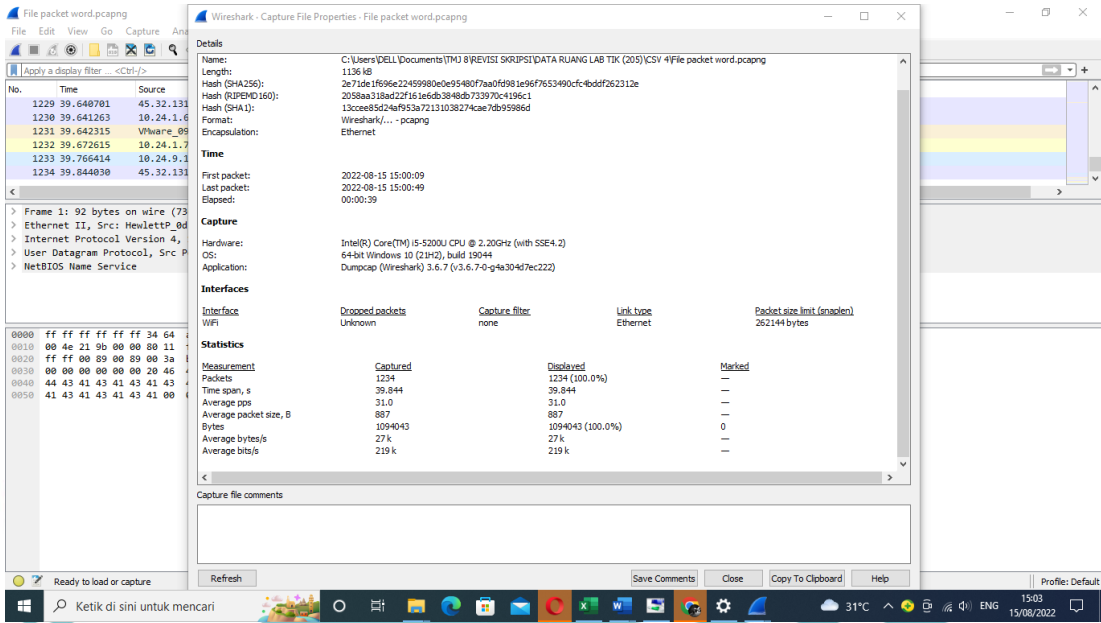 File packet word.pcapng
File Edit View Go Capture Ana
Apply a display filter ... <Ctrl-/>
No. Time Source
1229 39.640701 45.32.131
1230 39.641263 10.24.1.6
1231 39.642315 VMware_09
1232 39.672615 10.24.1.7
1233 39.766414 10.24.9.1
1234 39.844030 45.32.131
Frame 1: 92 bytes on wire (73
Ethernet II, Src: HewlettP_0d
Internet Protocol Version 4,
User Datagram Protocol, Src P
NetBIOS Name Service
0000 ff ff ff ff ff ff 34 64
0010 00 4e 21 9b 00 00 80 11
0020 ff ff 00 89 00 89 00 3a
0030 00 00 00 00 00 00 20 46
0040 44 43 41 43 41 43 41 43
0050 41 43 41 43 41 43 41 00
Ready to load or capture
Profile: Default
Wireshark · Capture File Properties · File packet word.pcapng
Details
Name: C:\Users\DELL\Documents\TMJ 8\REVISI SKRIPSI\DATA RUANG LAB TIK (205)\CSV 4\File packet word.pcapng
Length: 1136 kB
Hash (SHA256): 2e71de1f696e22459980e0e95480f7aa0fd981e96f7653490cfc4bddf262312e
Hash (RIPEMD160): 2058aa318ad22f161e6db3848db733970c4196c1
Hash (SHA1): 13ccee85d24af953a72131038274cae7db95986d
Format: Wireshark/... - pcapng
Encapsulation: Ethernet
Time
First packet: 2022-08-15 15:00:09
Last packet: 2022-08-15 15:00:49
Elapsed: 00:00:39
Capture
Hardware: Intel(R) Core(TM) i5-5200U CPU @ 2.20GHz (with SSE4.2)
OS: 64-bit Windows 10 (21H2), build 19044
Application: Dumpcap (Wireshark) 3.6.7 (v3.6.7-0-g4a304d7ec222)
Interfaces
Interface Dropped packets Capture filter Link type Packet size limit (snaplen)
WiFi Unknown none Ethernet 262144 bytes
Statistics
Measurement Captured Displayed Marked
Packets 1234 1234 (100.0%) —
Time span, s 39.844 39.844 —
Average pps 31.0 31.0 —
Average packet size, B 887 887 —
Bytes 1094043 1094043 (100.0%) 0
Average bytes/s 27 k 27 k —
Average bits/s 219 k 219 k —
Capture file comments
Refresh Save Comments Close Copy To Clipboard Help
Ketik di sini untuk mencari
31°C ENG 15:03
15/08/2022